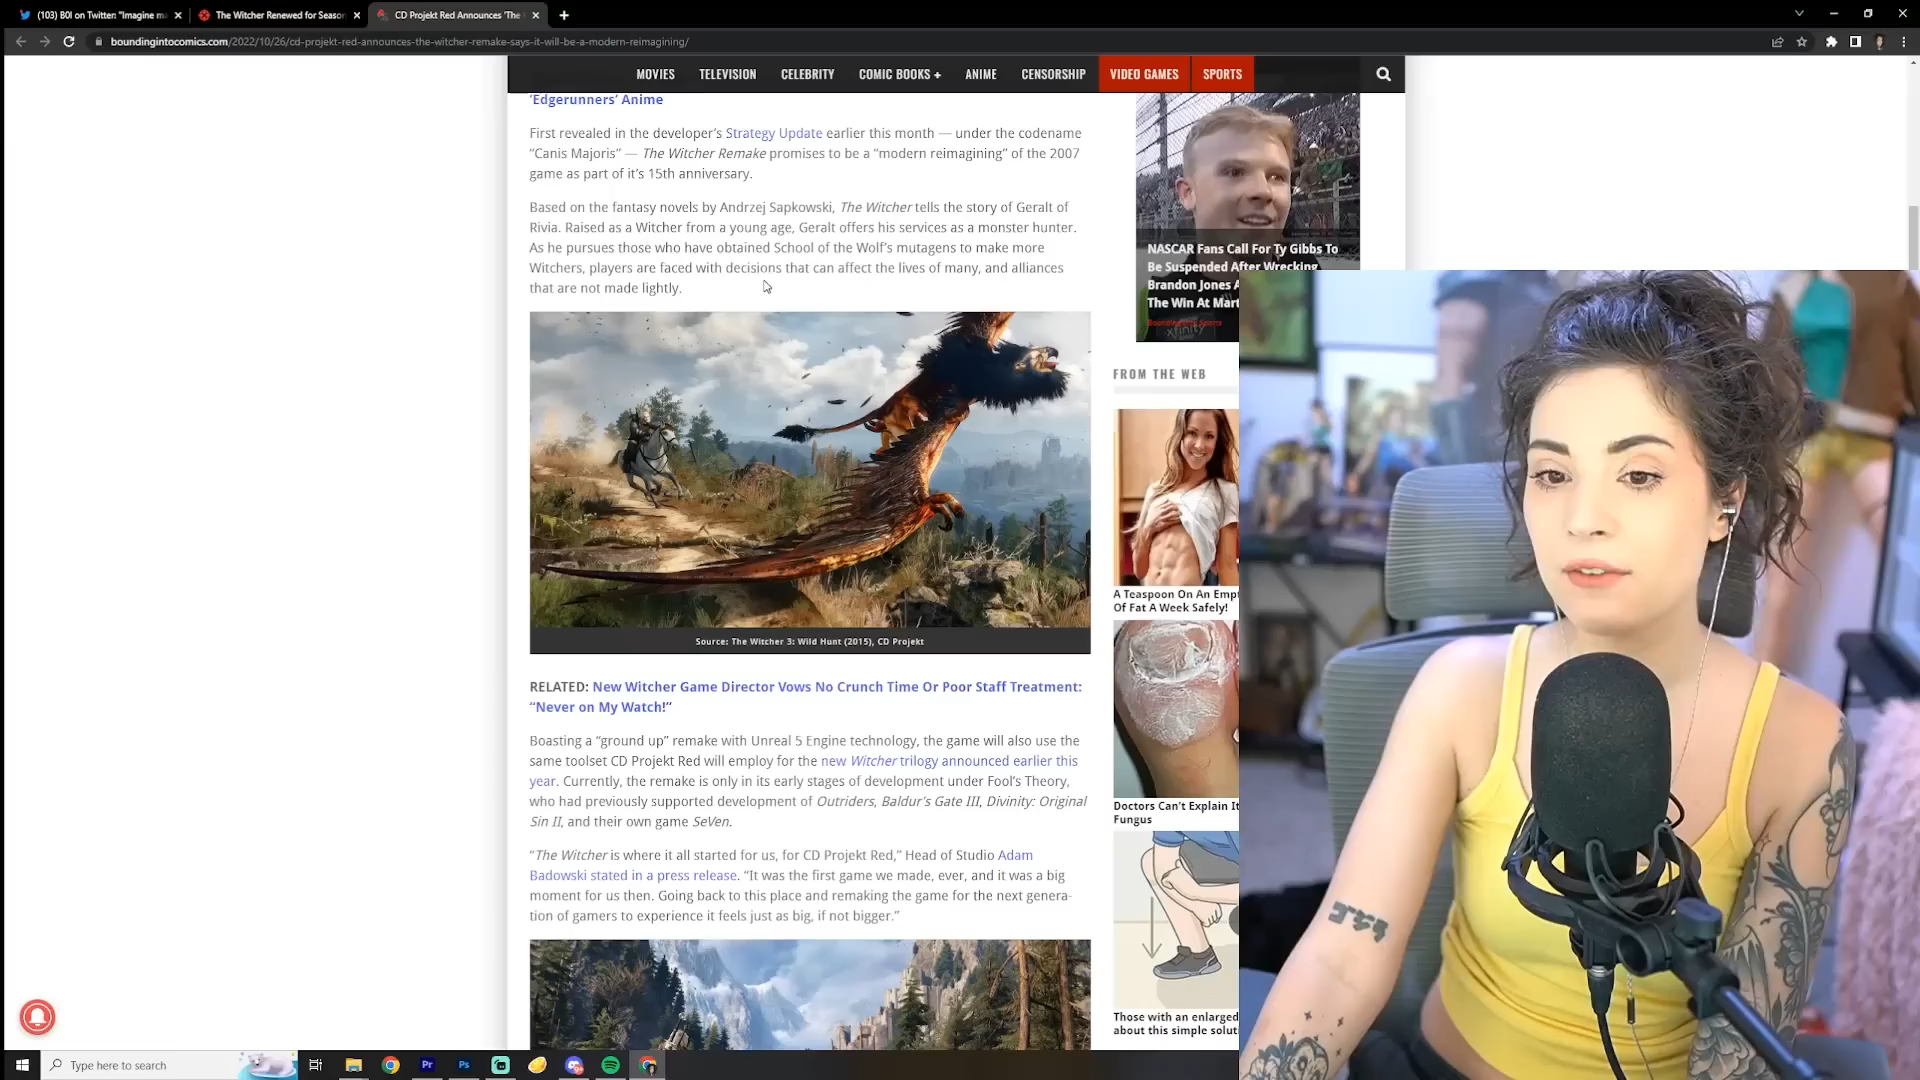 (103) BOI on Twitter: "Imagine ma
The Witcher Renewed for Season
CD Projekt Red Announces 'The
boundingintocomics.com/2022/10/26/cd-projekt-red-announces-the-witcher-remake-says-it-will-be-a-modern-reimagining/
MOVIES TELEVISION CELEBRITY COMIC BOOKS + ANIME CENSORSHIP VIDEO GAMES SPORTS
'Edgerunners' Anime
First revealed in the developer's Strategy Update earlier this month — under the codename
"Canis Majoris" — The Witcher Remake promises to be a "modern reimagining" of the 2007
game as part of it's 15th anniversary.
Based on the fantasy novels by Andrzej Sapkowski, The Witcher tells the story of Geralt of
Rivia. Raised as a Witcher from a young age, Geralt offers his services as a monster hunter.
As he pursues those who have obtained School of the Wolf's mutagens to make more
Witchers, players are faced with decisions that can affect the lives of many, and alliances
that are not made lightly.
Source: The Witcher 3: Wild Hunt (2015), CD Projekt
RELATED: New Witcher Game Director Vows No Crunch Time Or Poor Staff Treatment:
"Never on My Watch!"
Boasting a "ground up" remake with Unreal 5 Engine technology, the game will also use the
same toolset CD Projekt Red will employ for the new Witcher trilogy announced earlier this
year. Currently, the remake is only in its early stages of development under Fool's Theory,
who had previously supported development of Outriders, Baldur's Gate III, Divinity: Original
Sin II, and their own game SeVen.
"The Witcher is where it all started for us, for CD Projekt Red," Head of Studio Adam
Badowski stated in a press release. "It was the first game we made, ever, and it was a big
moment for us then. Going back to this place and remaking the game for the next genera-
tion of gamers to experience it feels just as big, if not bigger."
NASCAR Fans Call For Ty Gibbs To
Be Suspended After Wrecking
Brandon Jones A
The Win At Mart
xfinity
FROM THE WEB
A Teaspoon On An Empt
Of Fat A Week Safely!
Doctors Can't Explain It
Fungus
Those with an enlarged
about this simple solut
Type here to search
Pr
Ps